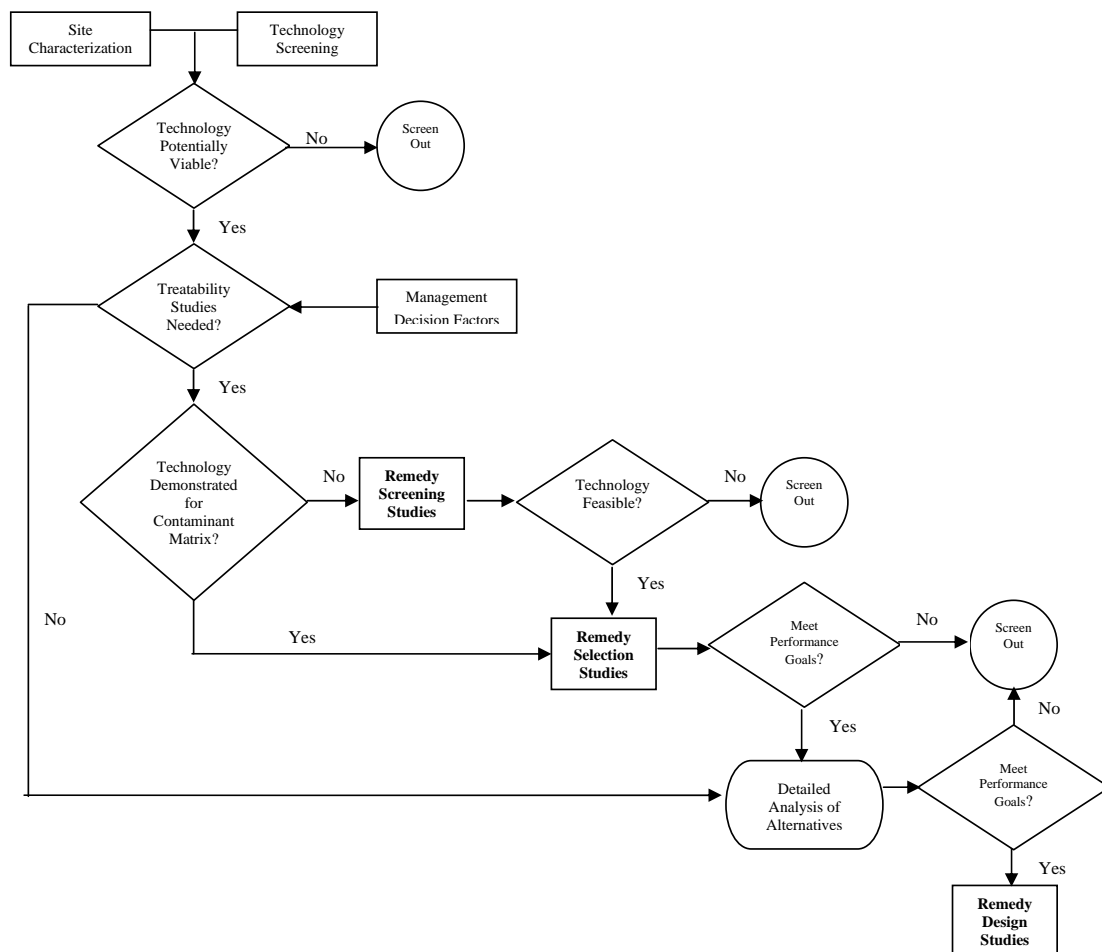 Site
Characterization
Technology
Screening
Technology
Potentially
Viable?
No
Screen
Out
Yes
Treatability
Studies
Needed?
Management
Decision Factors
Yes
Technology
Demonstrated
for
Contaminant
Matrix?
No
Remedy
Screening
Studies
Technology
Feasible?
No
Screen
Out
Yes
No
Yes
Remedy
Selection
Studies
Meet
Performance
Goals?
No
Screen
Out
Yes
No
Detailed
Analysis of
Alternatives
Meet
Performance
Goals?
Yes
Remedy
Design
Studies